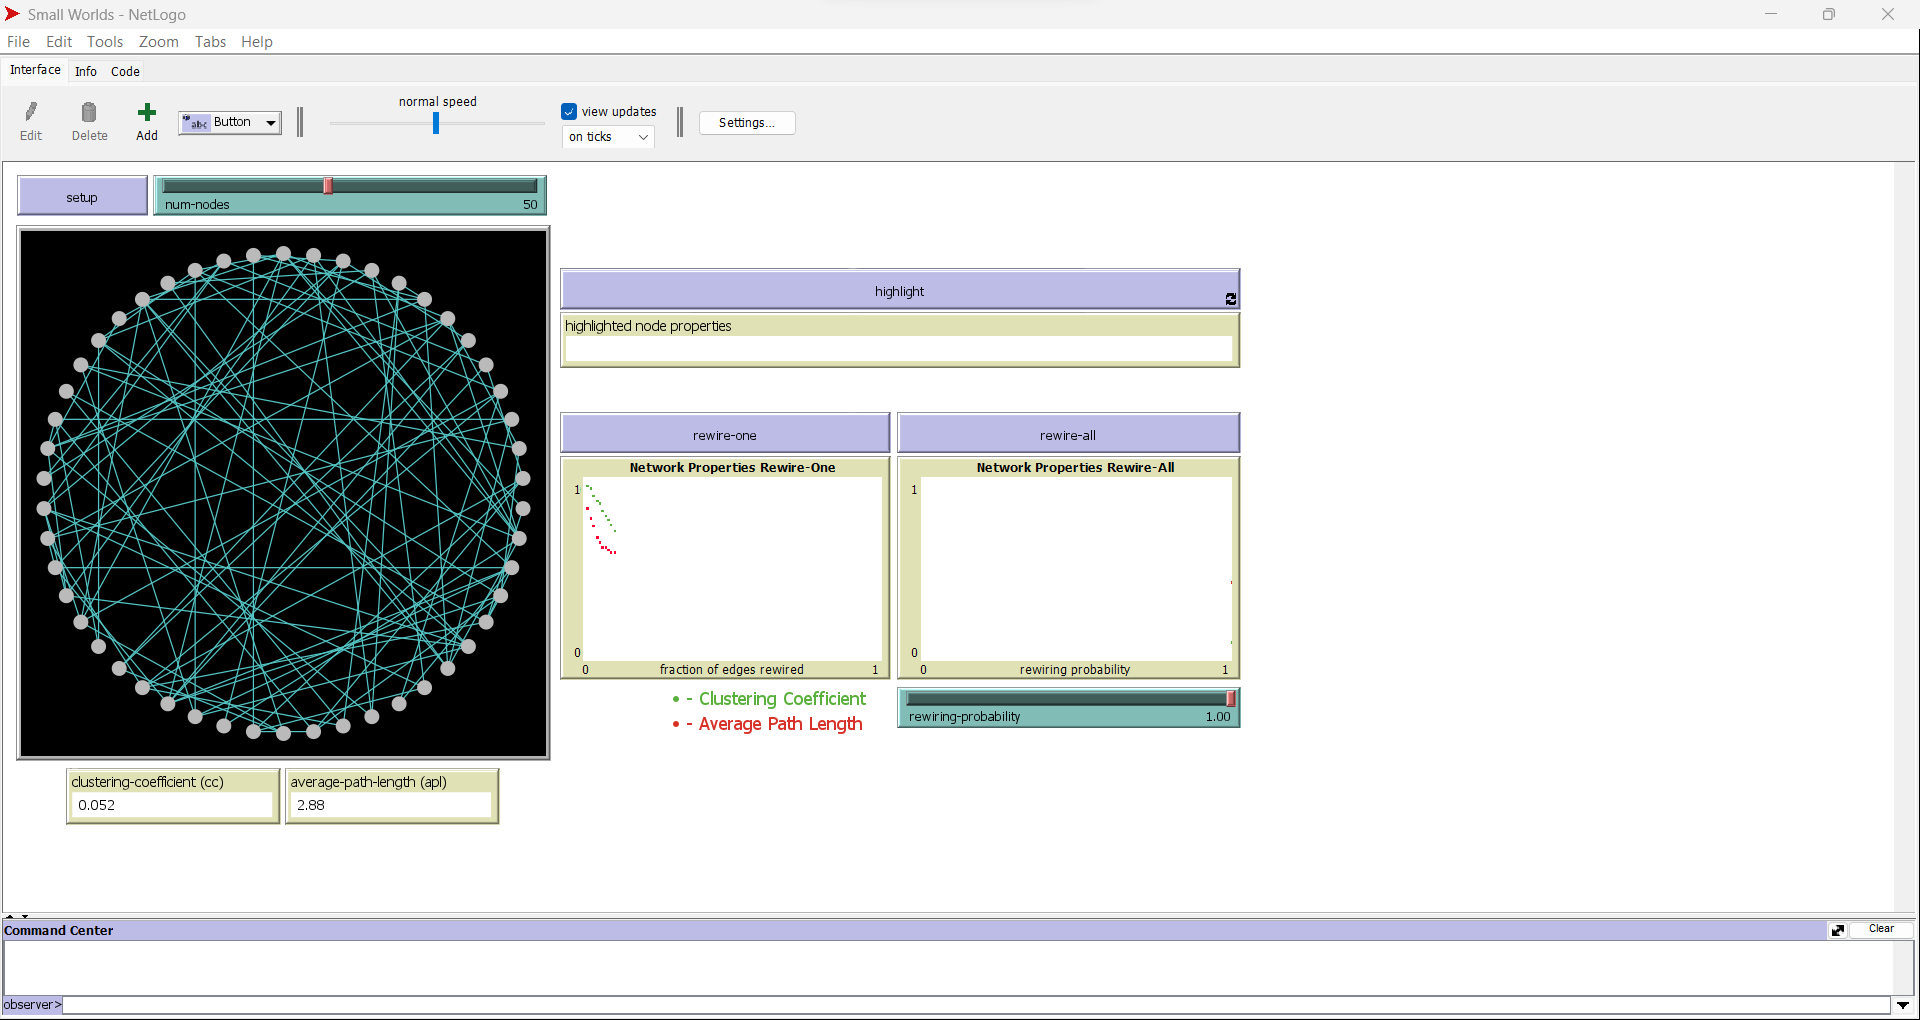 Small Worlds - NetLogo
File Edit Tools Zoom Tabs Help
Interface Info Code
normal speed
view updates
Edit Delete Add
abc Button
on ticks
Settings...
setup
num-nodes 50
highlight
highlighted node properties
rewire-one
rewire-all
Network Properties Rewire-One
1
0
0 fraction of edges rewired 1
Network Properties Rewire-All
1
0
0 rewiring probability 1
- Clustering Coefficient
- Average Path Length
rewiring-probability 1.00
clustering-coefficient (cc)
0.052
average-path-length (apl)
2.88
Command Center
Clear
observer>